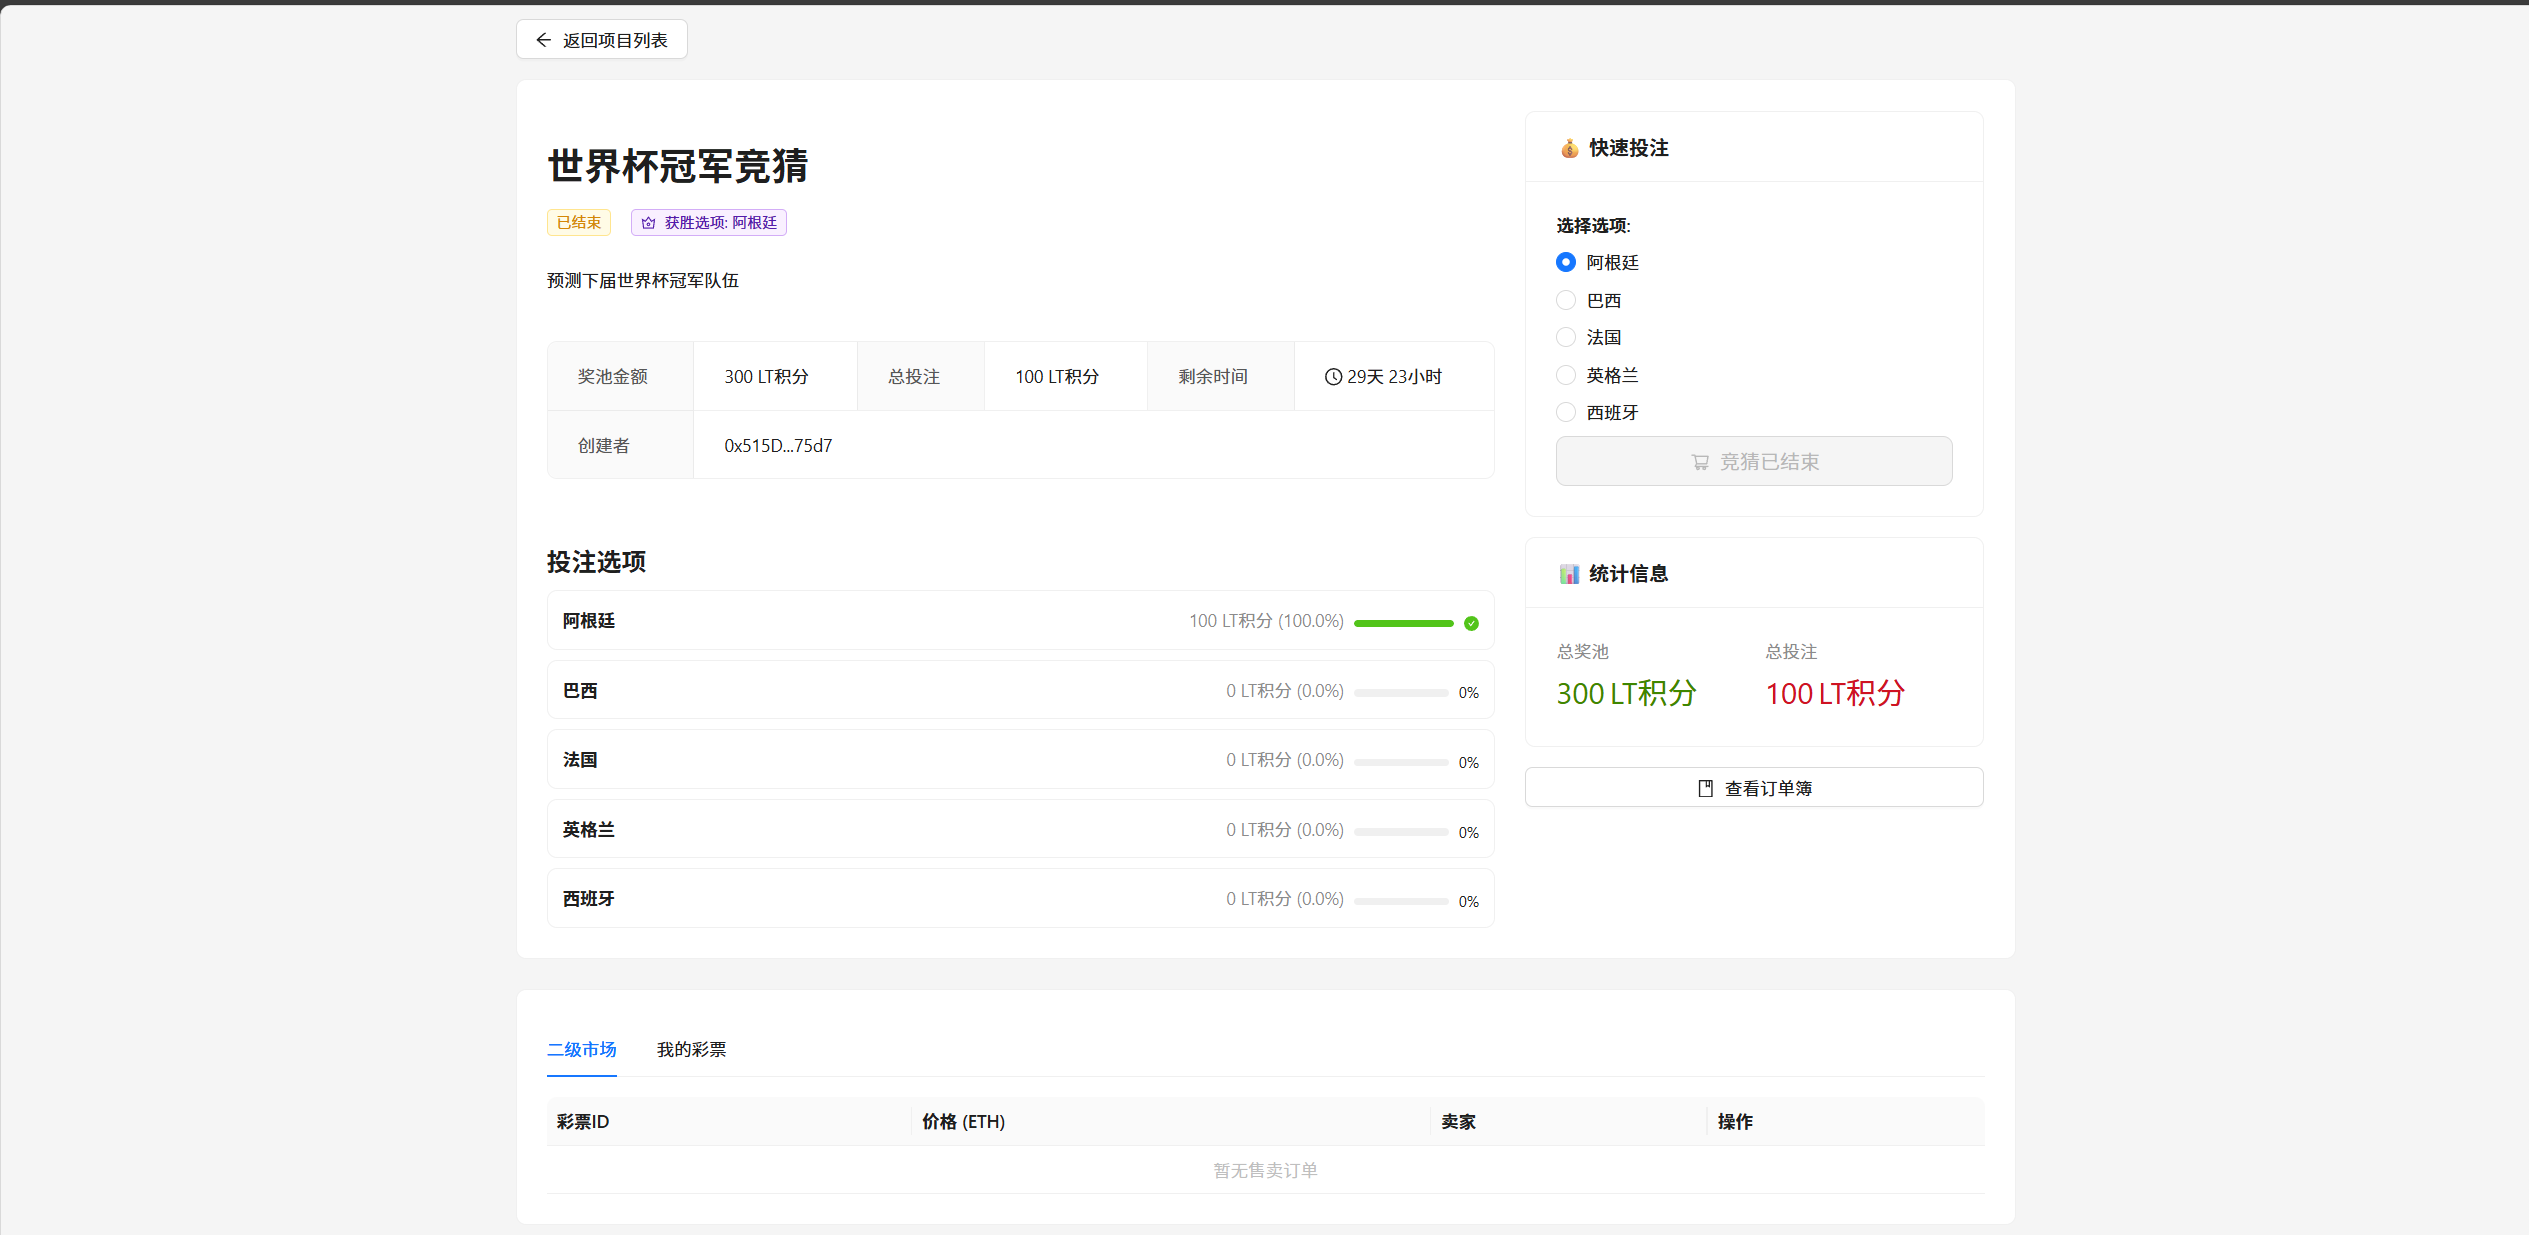 返回项目列表
世界杯冠军竞猜
已结束 获胜选项: 阿根廷
预测下届世界杯冠军队伍
奖池金额 300 LT积分 总投注 100 LT积分 剩余时间 29天 23小时
创建者 0x515D...75d7
投注选项
阿根廷 100 LT积分 (100.0%)
巴西 0 LT积分 (0.0%) 0%
法国 0 LT积分 (0.0%) 0%
英格兰 0 LT积分 (0.0%) 0%
西班牙 0 LT积分 (0.0%) 0%
快速投注
选择选项:
阿根廷
巴西
法国
英格兰
西班牙
竞猜已结束
统计信息
总奖池 总投注
300 LT积分 100 LT积分
查看订单簿
二级市场 我的彩票
彩票ID 价格 (ETH) 卖家 操作
暂无售卖订单